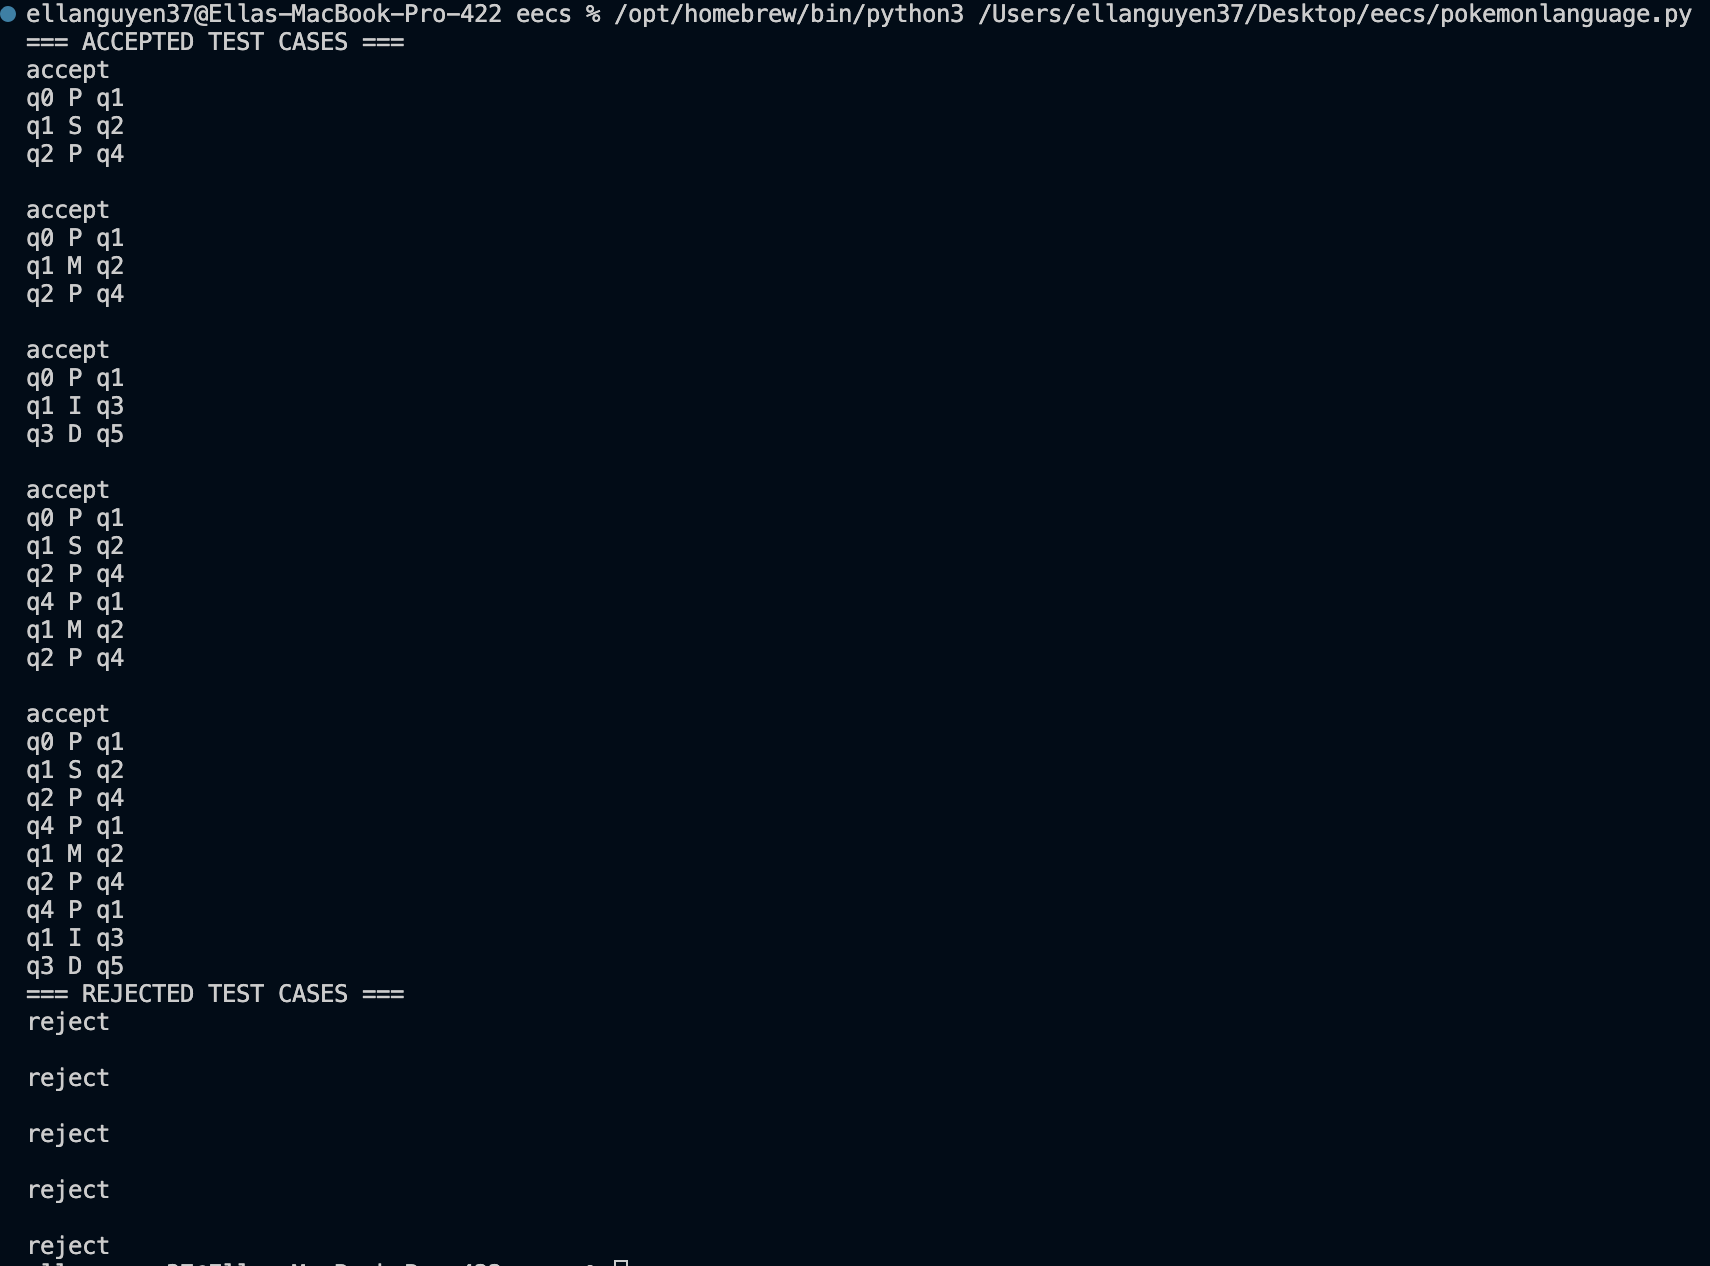 ellanguyen37@Ellas-MacBook-Pro-422 eecs % /opt/homebrew/bin/python3 /Users/ellanguyen37/Desktop/eecs/pokemonlanguage.py
=== ACCEPTED TEST CASES ===
accept
q0 P q1
q1 S q2
q2 P q4
accept
q0 P q1
q1 M q2
q2 P q4
accept
q0 P q1
q1 I q3
q3 D q5
accept
q0 P q1
q1 S q2
q2 P q4
q4 P q1
q1 M q2
q2 P q4
accept
q0 P q1
q1 S q2
q2 P q4
q4 P q1
q1 M q2
q2 P q4
q4 P q1
q1 I q3
q3 D q5
=== REJECTED TEST CASES ===
reject
reject
reject
reject
reject